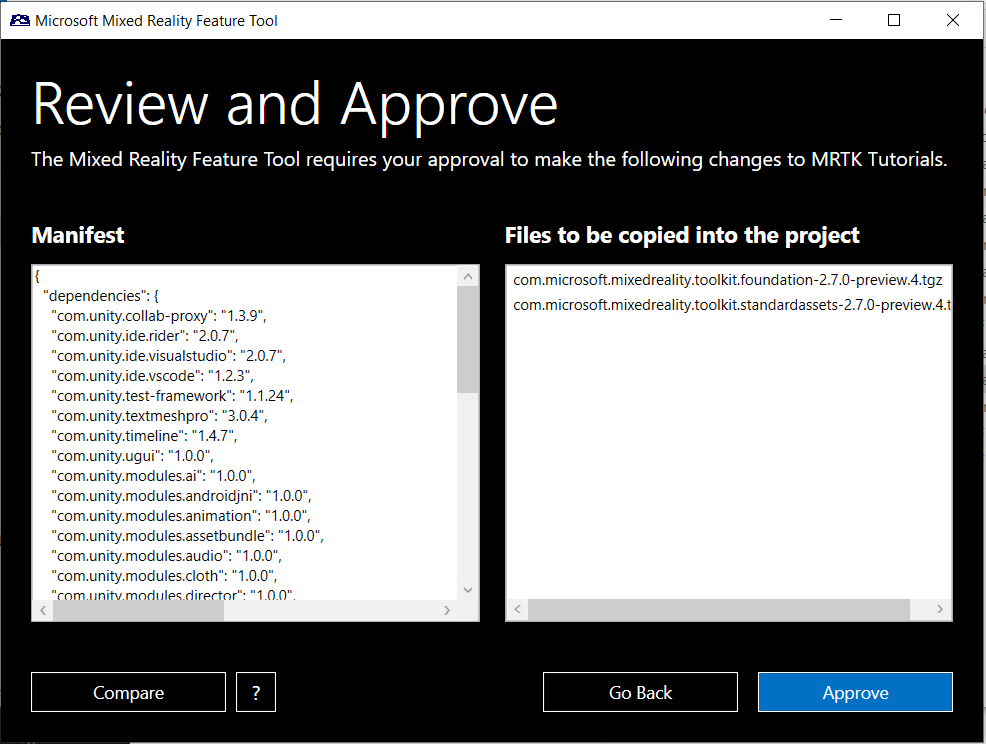 Microsoft Mixed Reality Feature Tool
Review and Approve
The Mixed Reality Feature Tool requires your approval to make the following changes to MRTK Tutorials.
Manifest
{
"dependencies": {
"com.unity.collab-proxy": "1.3.9",
"com.unity.ide.rider": "2.0.7",
"com.unity.ide.visualstudio": "2.0.7",
"com.unity.ide.vscode": "1.2.3",
"com.unity.test-framework": "1.1.24",
"com.unity.textmeshpro": "3.0.4",
"com.unity.timeline": "1.4.7",
"com.unity.ugui": "1.0.0",
"com.unity.modules.ai": "1.0.0",
"com.unity.modules.androidjni": "1.0.0",
"com.unity.modules.animation": "1.0.0",
"com.unity.modules.assetbundle": "1.0.0",
"com.unity.modules.audio": "1.0.0",
"com.unity.modules.cloth": "1.0.0",
"com.unity.modules.director": "1.0.0",
Files to be copied into the project
com.microsoft.mixedreality.toolkit.foundation-2.7.0-preview.4.tgz
com.microsoft.mixedreality.toolkit.standardassets-2.7.0-preview.4.t
Compare
?
Go Back
Approve